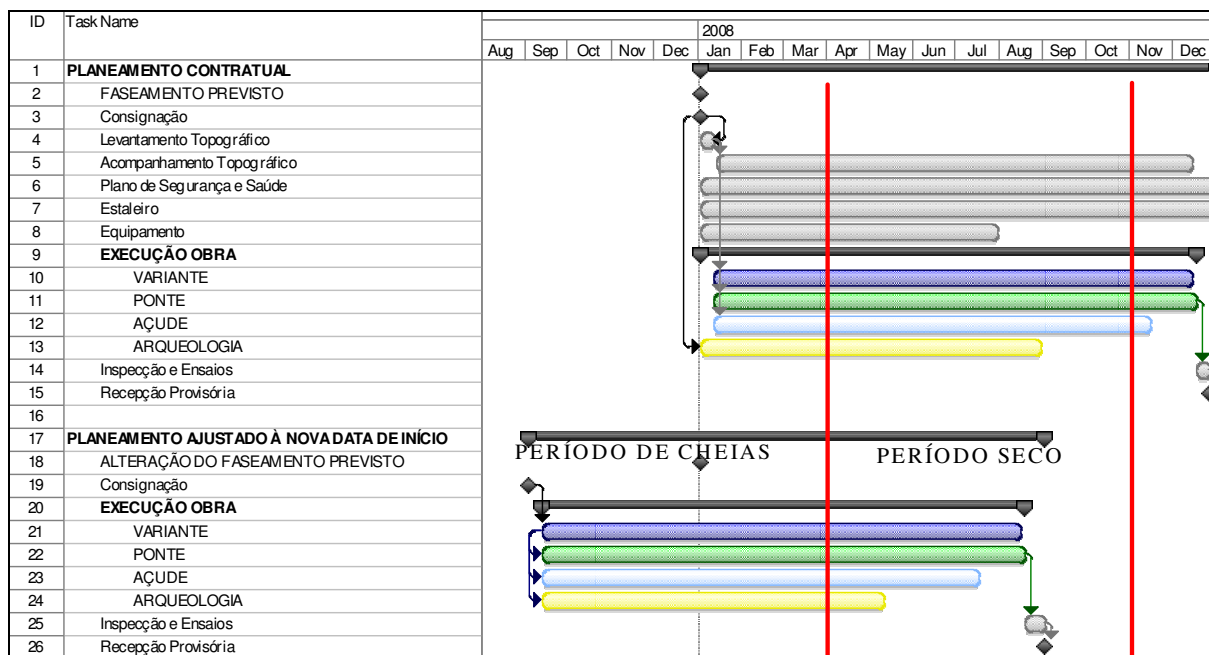 ID Task Name
2008
Aug Sep Oct Nov Dec Jan Feb Mar Apr May Jun Jul Aug Sep Oct Nov Dec
1 PLANEAMENTO CONTRATUAL
2 FASEAMENTO PREVISTO
3 Consignação
4 Levantamento Topográfico
5 Acompanhamento Topográfico
6 Plano de Segurança e Saúde
7 Estaleiro
8 Equipamento
9 EXECUÇÃO OBRA
10 VARIANTE
11 PONTE
12 AÇUDE
13 ARQUEOLOGIA
14 Inspecção e Ensaios
15 Recepção Provisória
16
17 PLANEAMENTO AJUSTADO À NOVA DATA DE INÍCIO
PERÍODO DE CHEIAS PERÍODO SECO
18 ALTERAÇÃO DO FASEAMENTO PREVISTO
19 Consignação
20 EXECUÇÃO OBRA
21 VARIANTE
22 PONTE
23 AÇUDE
24 ARQUEOLOGIA
25 Inspecção e Ensaios
26 Recepção Provisória